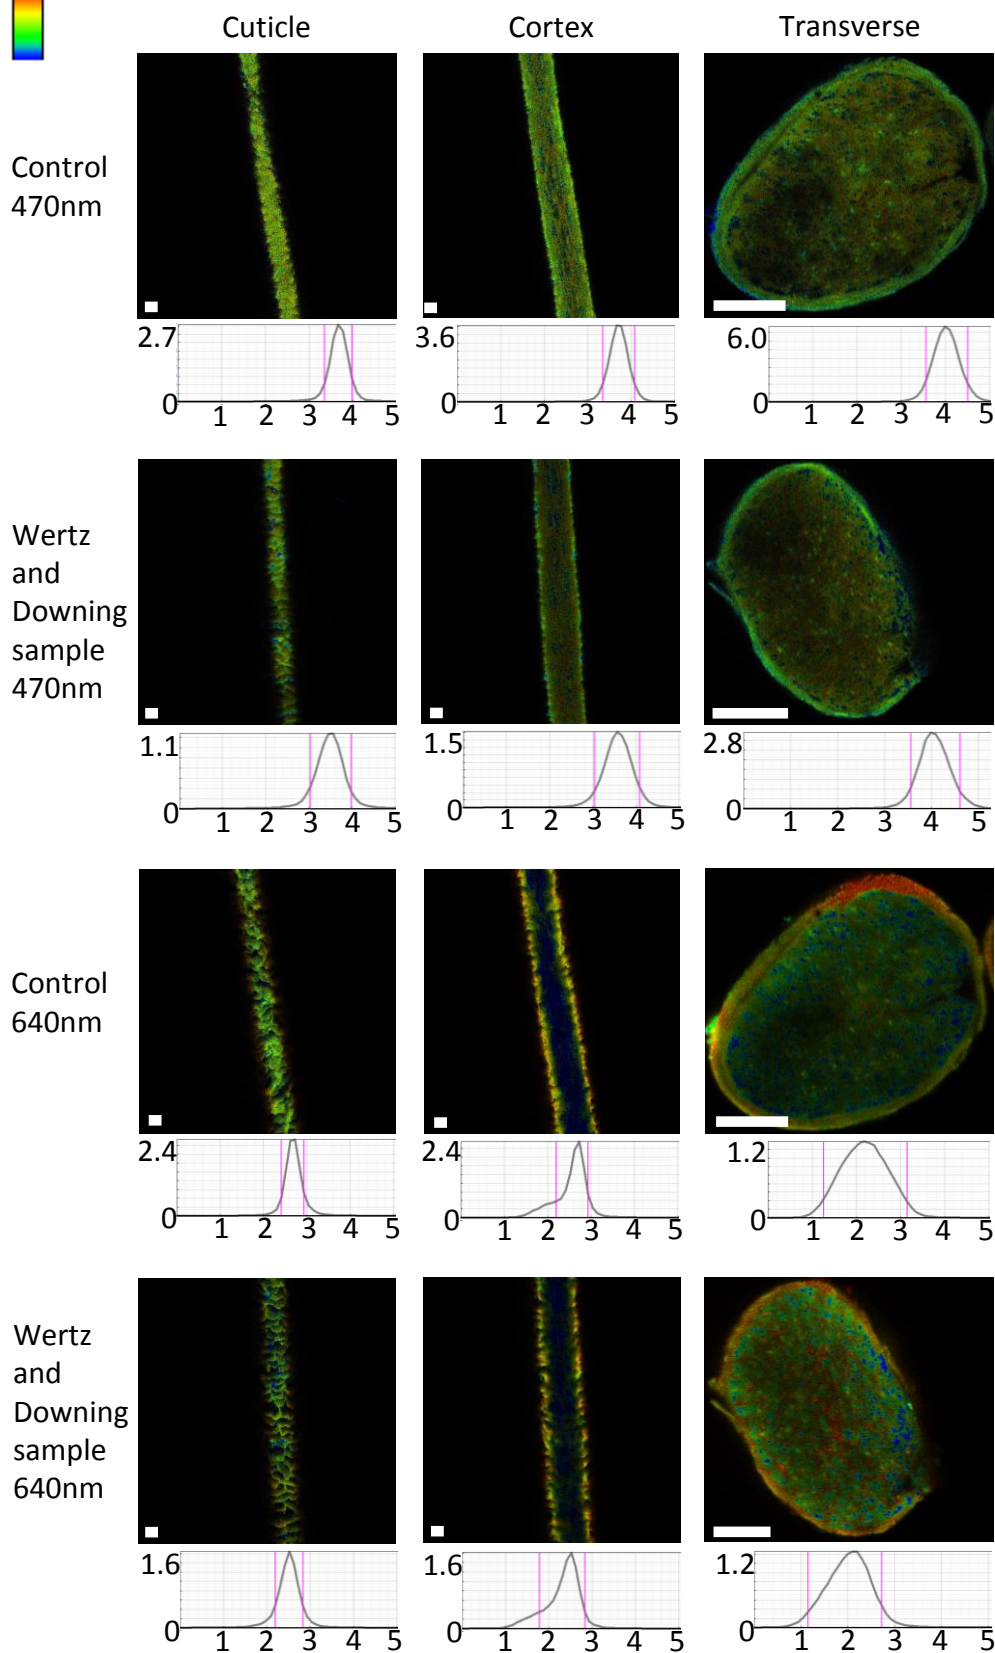 Cuticle Cortex Transverse
Control
470nm
2.7 3.6 6.0
0 1 2 3 4 5 0 1 2 3 4 5 0 1 2 3 4 5
Wertz
and
Downing
sample
470nm
1.1 1.5 2.8
0 1 2 3 4 5 0 1 2 3 4 5 0 1 2 3 4 5
Control
640nm
2.4 2.4 1.2
0 1 2 3 4 5 0 1 2 3 4 5 0 1 2 3 4 5
Wertz
and
Downing
sample
640nm
1.6 1.6 1.2
0 1 2 3 4 5 0 1 2 3 4 5 0 1 2 3 4 5